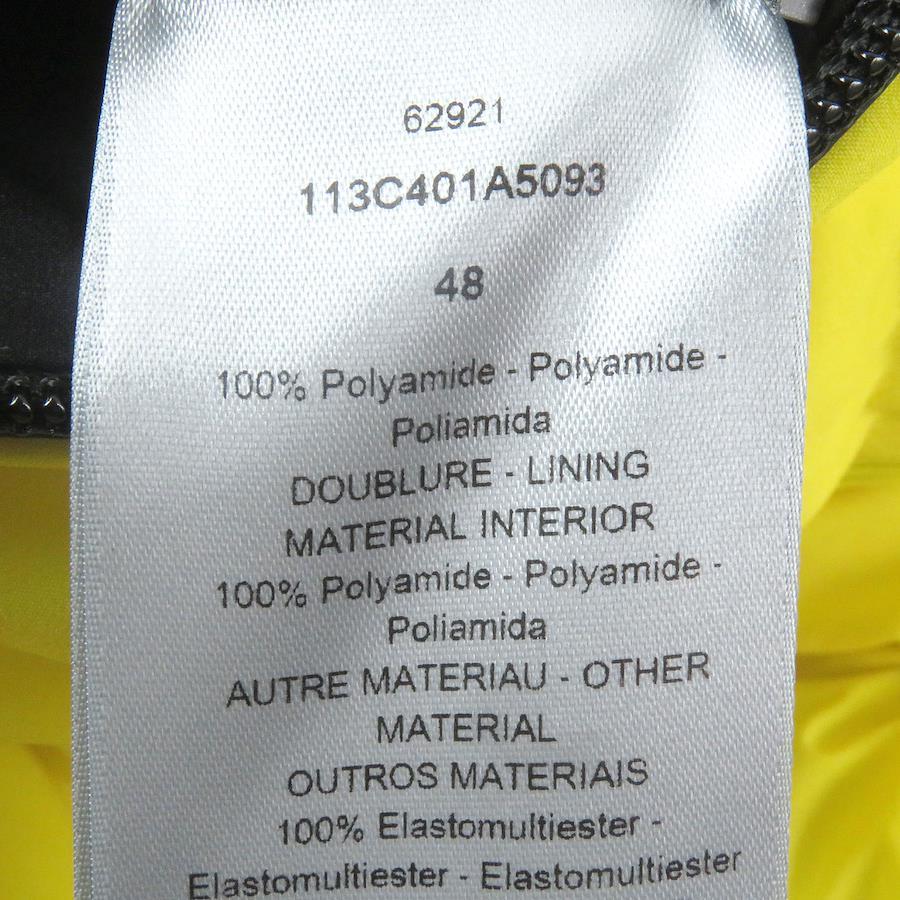 62921
113C401A5093
48
100% Polyamide - Polyamide -
Poliamida
DOUBLURE - LINING
MATERIAL INTERIOR
100% Polyamide - Polyamide -
Poliamida
AUTRE MATERIAU - OTHER
MATERIAL
OUTROS MATERIAIS
100% Elastomultiester -
Elastomultiester - Elastomultiester